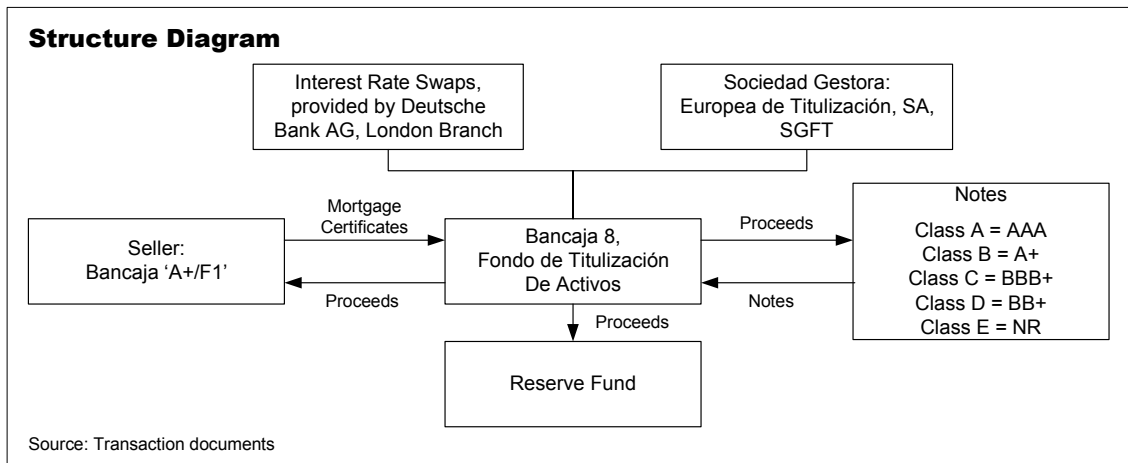 Structure Diagram
Interest Rate Swaps,
provided by Deutsche
Bank AG, London Branch
Sociedad Gestora:
Europea de Titulización, SA,
SGFT
Seller:
Bancaja ‘A+/F1’
Mortgage
Certificates
Proceeds
Bancaja 8,
Fondo de Titulización
De Activos
Proceeds
Notes
Notes
Class A = AAA
Class B = A+
Class C = BBB+
Class D = BB+
Class E = NR
Proceeds
Reserve Fund
Source: Transaction documents